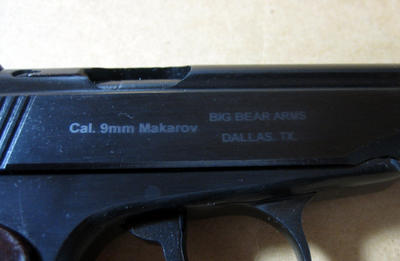 Cal. 9mm Makarov
BIG BEAR ARMS
DALLAS, TX.